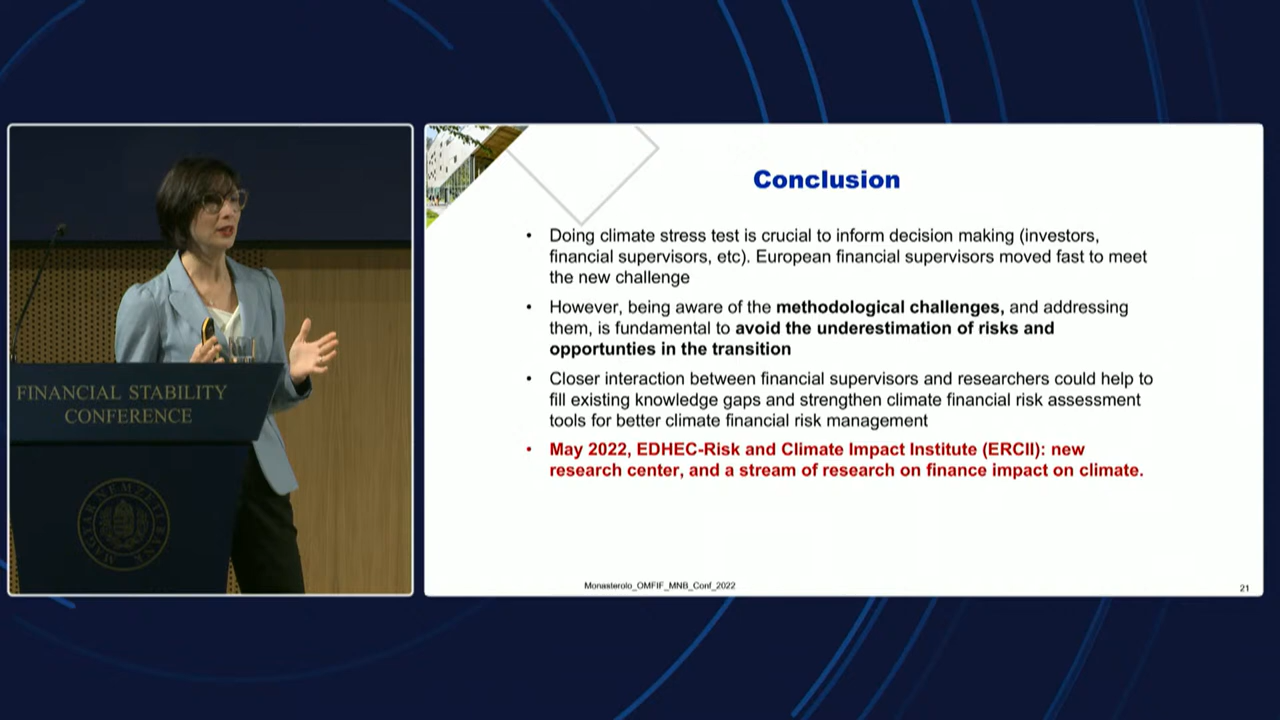 FINANCIAL STABILITY
CONFERENCE
MAGYAR NEMZETI BANK
Conclusion
• Doing climate stress test is crucial to inform decision making (investors,
financial supervisors, etc). European financial supervisors moved fast to meet
the new challenge
• However, being aware of the methodological challenges, and addressing
them, is fundamental to avoid the underestimation of risks and
opportunties in the transition
• Closer interaction between financial supervisors and researchers could help to
fill existing knowledge gaps and strengthen climate financial risk assessment
tools for better climate financial risk management
• May 2022, EDHEC-Risk and Climate Impact Institute (ERCII): new
research center, and a stream of research on finance impact on climate.
Monasterolo_OMFIF_MNB_Conf_2022
21